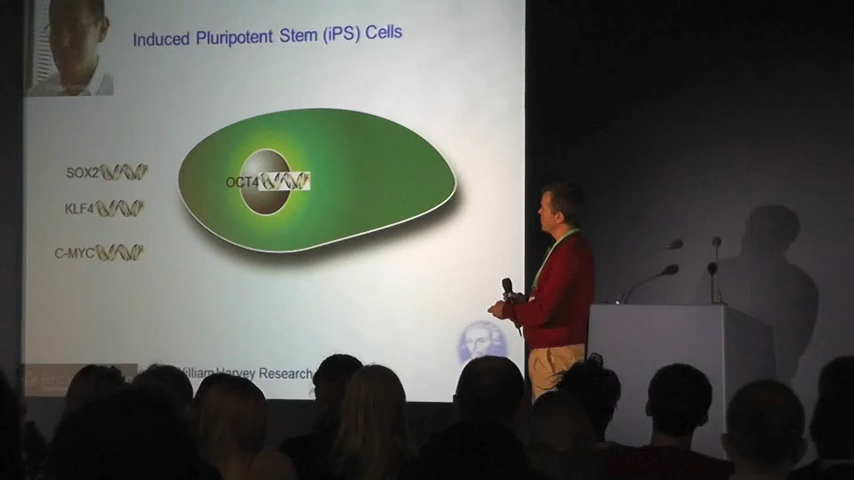 Induced Pluripotent Stem (iPS) Cells
SOX2
OCT4
KLF4
C-MYC
William Harvey Research